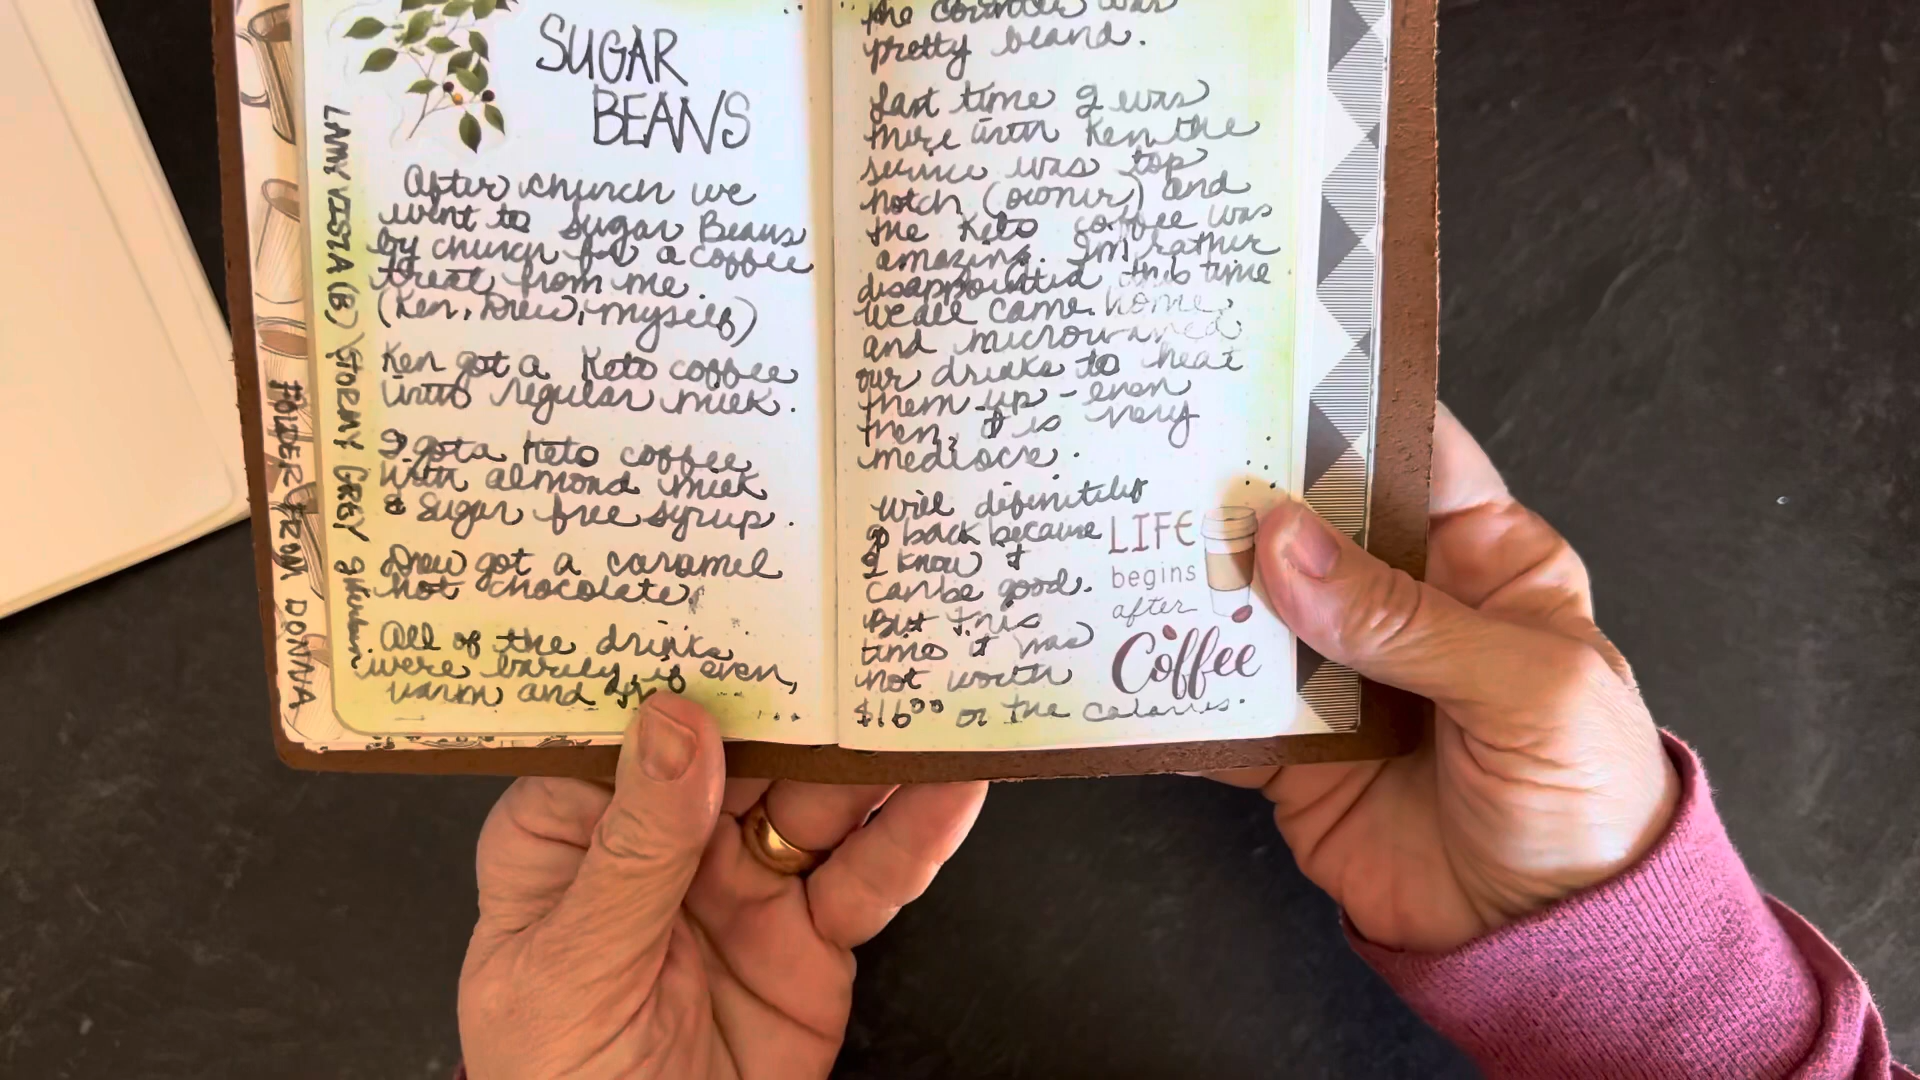 SUGAR
BEANS
After church we
went to Sugar Beans
by church for a coffee
treat from me.
(Ken, Drew, myself)
Ken got a Keto coffee
with regular milk.
I got a Keto coffee
with almond milk
& Sugar free syrup.
Drew got a caramel
hot chocolate
All of the drinks
were barely, if even,
warm and
LAMY VISTA (B) STORMY GREY
FOLDER FROM DONNA
the counter was
pretty bland.
Last time I was
there with Ken the
service was top
notch (owner) and
the Keto coffee was
amazing. I'm rather
disappointed this time
we all came home,
and microwaved
our drinks to heat
them up - even
then, it is very
mediocre.
Will definitely
go back because
I know it
can be good.
But this
time it was
not worth
$16.00 or the calories.
LIFE
begins
after
Coffee